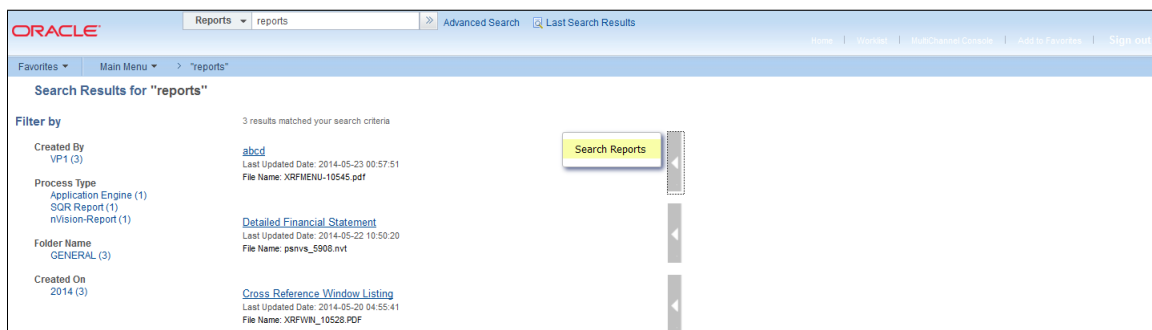 ORACLE
Reports reports » Advanced Search Last Search Results
Home | Worklist | MultiChannel Console | Add to Favorites | Sign out
Favorites Main Menu > "reports"
Search Results for "reports"
Filter by
3 results matched your search criteria
Created By
VP1 (3)
Process Type
Application Engine (1)
SQR Report (1)
nVision-Report (1)
Folder Name
GENERAL (3)
Created On
2014 (3)
abcd
Last Updated Date: 2014-05-23 00:57:51
File Name: XRFMENU-10545.pdf
Search Reports
Detailed Financial Statement
Last Updated Date: 2014-05-22 10:50:20
File Name: psnvs_5908.nvt
Cross Reference Window Listing
Last Updated Date: 2014-05-20 04:55:41
File Name: XRFWIN_10528.PDF